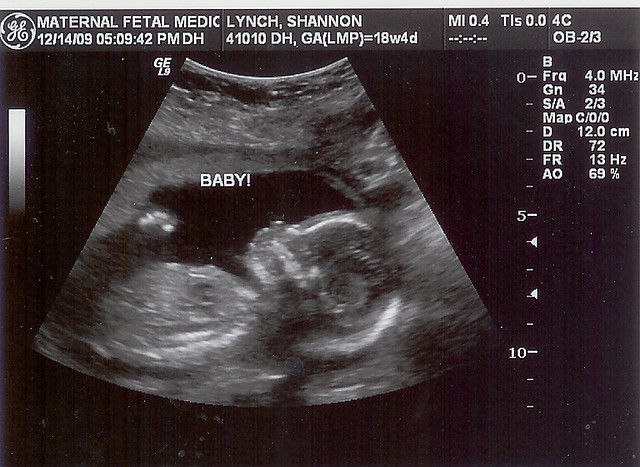 MATERNAL FETAL MEDIC LYNCH, SHANNON MI 0.4 TIs 0.0 4C
12/14/09 05:09:42 PM DH 41010 DH, GA(LMP)=18w4d --:--:-- OB-2/3
GE
L9
B
Frq 4.0 MHz
Gn 34
S/A 2/3
Map C/0/0
D 12.0 cm
DR 72
FR 13 Hz
AO 69 %
BABY!
0
5
10